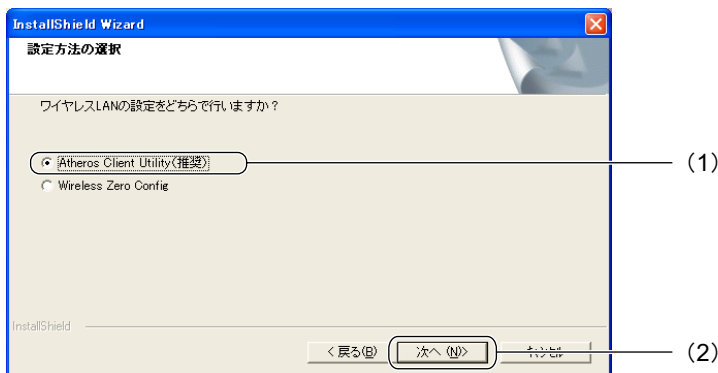 InstallShield Wizard
設定方法の選択
ワイヤレスLANの設定をどちらで行いますか?
Atheros Client Utility(推奨)
(1)
Wireless Zero Config
InstallShield
< 戻る(B)
次へ (N)>
キャンセル
(2)